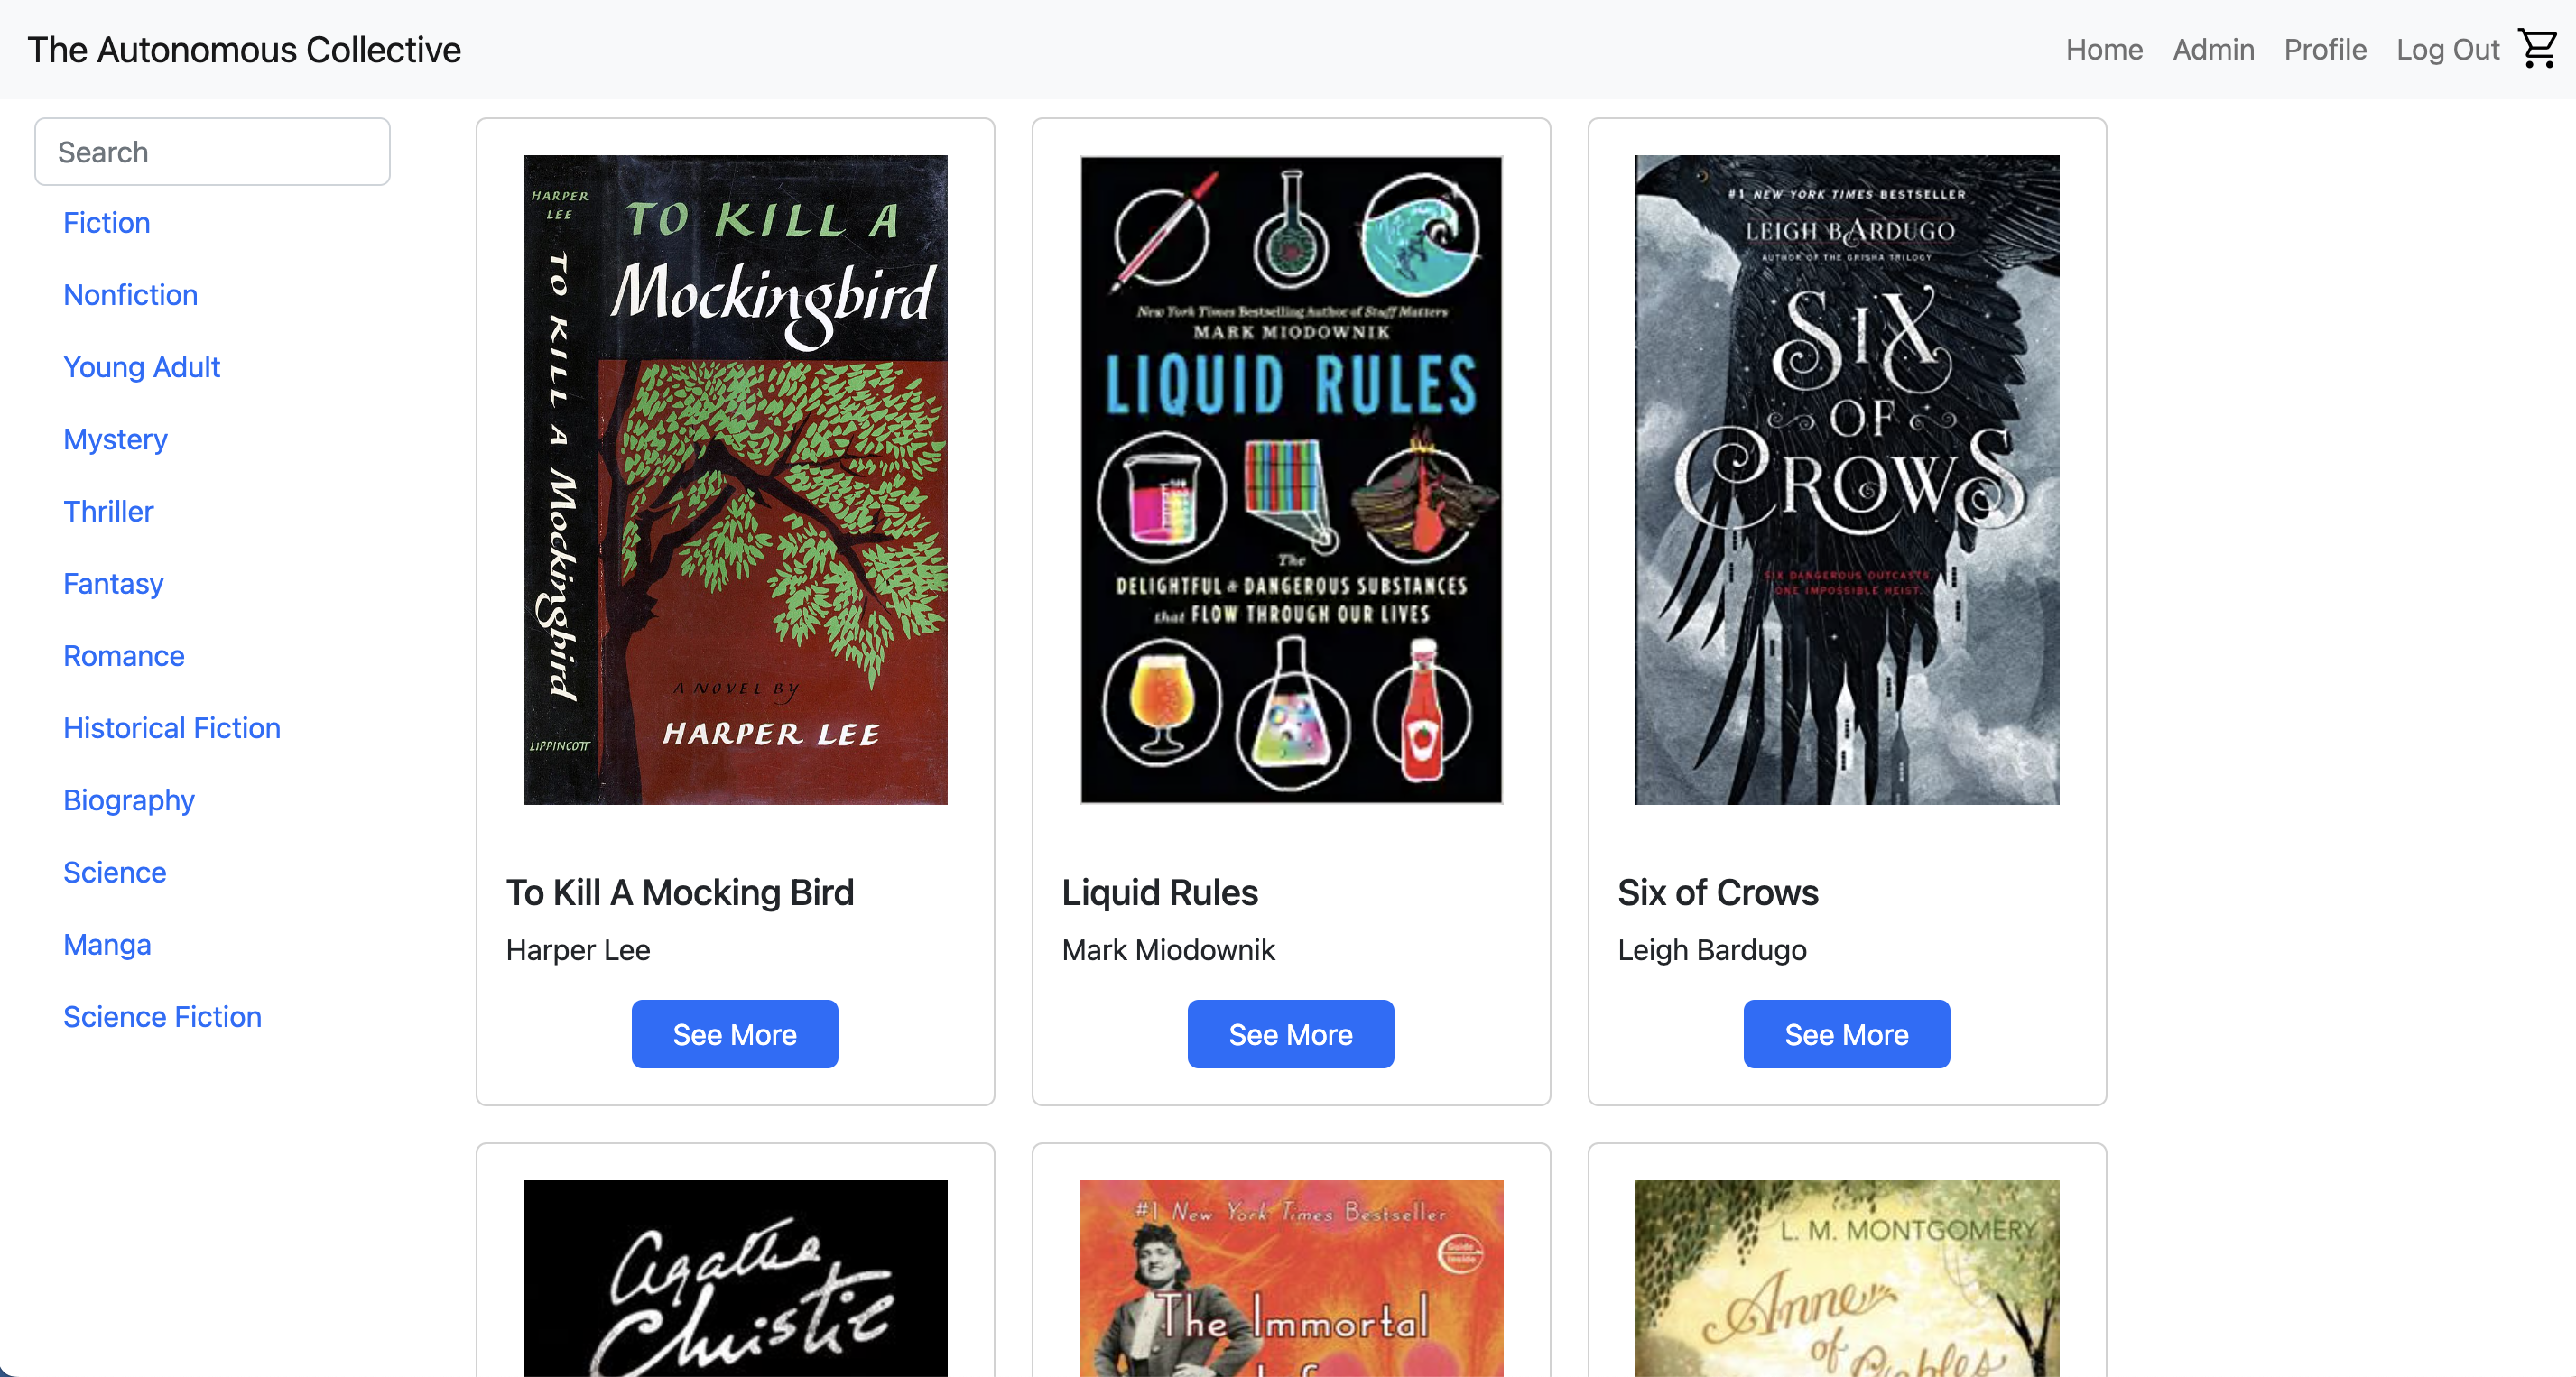 The Autonomous Collective
Home Admin Profile Log Out
Search
Fiction
Nonfiction
Young Adult
Mystery
Thriller
Fantasy
Romance
Historical Fiction
Biography
Science
Manga
Science Fiction
HARPER
LEE
TO KILL A Mockingbird
LIPPINCOTT
TO KILL A
Mockingbird
A NOVEL BY
HARPER LEE
To Kill A Mocking Bird
Harper Lee
See More
New York Times Bestselling Author of Stuff Matters
MARK MIODOWNIK
LIQUID RULES
The
DELIGHTFUL & DANGEROUS SUBSTANCES
that FLOW THROUGH OUR LIVES
Liquid Rules
Mark Miodownik
See More
#1 NEW YORK TIMES BESTSELLER
LEIGH BARDUGO
AUTHOR OF THE GRISHA TRILOGY
SIX
OF
CROWS
SIX DANGEROUS OUTCASTS.
ONE IMPOSSIBLE HEIST.
Six of Crows
Leigh Bardugo
See More
Agatha
Christie
#1 New York Times Bestseller
Guide
Inside
The Immortal
L. M. MONTGOMERY
Anne
of Gables